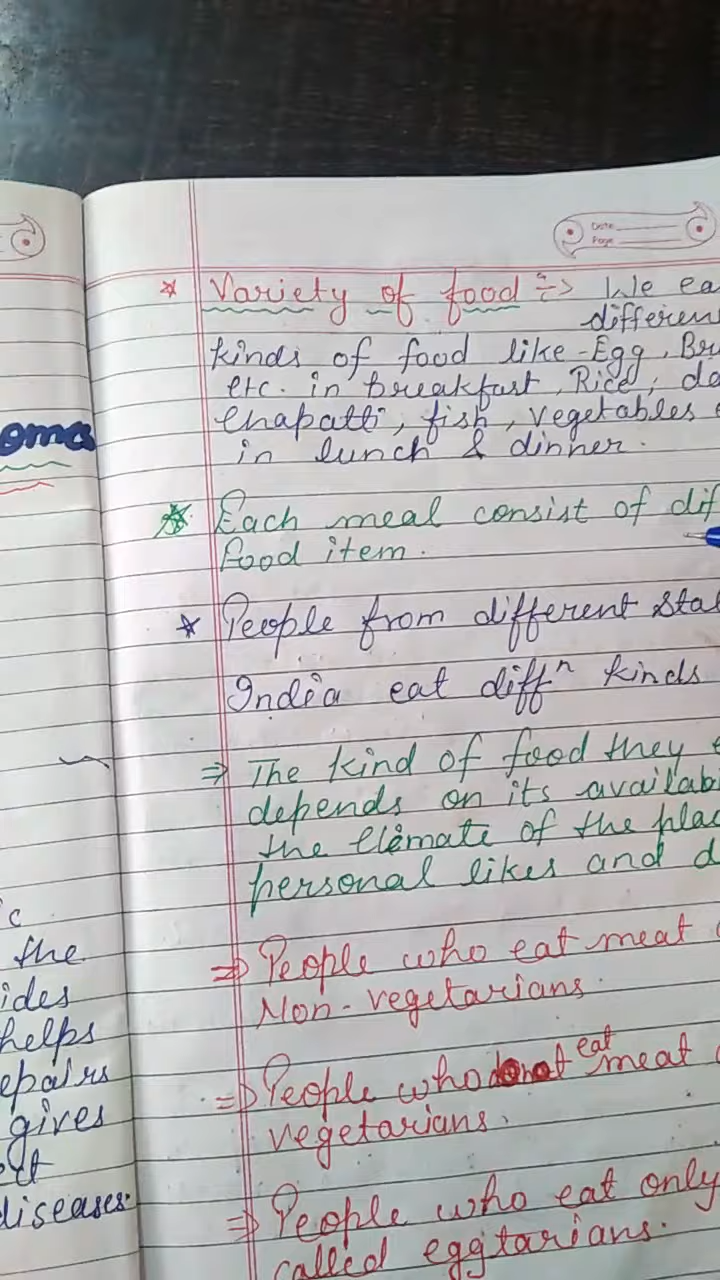 oma
c
the
ides
helps
epairs
gives
diseases.
Date
Page
* Variety of food => We ea
differen
kinds of food like - Egg, Br
etc. in breakfast, Rice, da
Chapatti, fish, vegetables
in lunch & dinner.
* Each meal consist of dif
food item.
* People from different Sta
India eat diffⁿ kinds
=> The kind of food they e
depends on its availabi
the climate of the plac
personal likes and d
=> People who eat meat
Non-vegetarians.
=> People who donot eat meat
vegetarians.
=> People who eat only
called eggtarians.